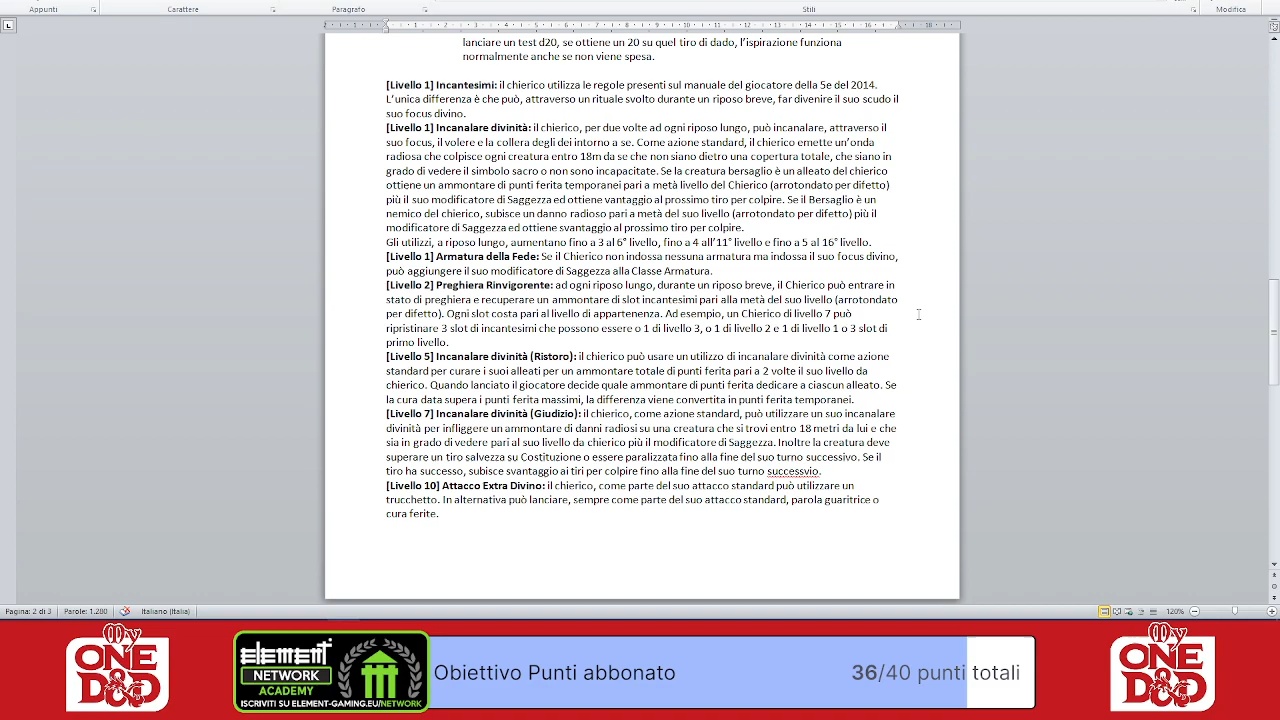 Appunti Carattere Paragrafo Stili Modifica
2 1 1 2 3 4 5 6 7 8 9 10 11 12 13 14 15 16 18
lanciare un test d20, se ottiene un 20 su quel tiro di dado, l’ispirazione funziona
normalmente anche se non viene spesa.
[Livello 1] Incantesimi: il chierico utilizza le regole presenti sul manuale del giocatore della 5e del 2014.
L’unica differenza è che può, attraverso un rituale svolto durante un riposo breve, far divenire il suo scudo il
suo focus divino.
[Livello 1] Incanalare divinità: il chierico, per due volte ad ogni riposo lungo, può incanalare, attraverso il
suo focus, il volere e la collera degli dei intorno a se. Come azione standard, il chierico emette un’onda
radiosa che colpisce ogni creatura entro 18m da se che non siano dietro una copertura totale, che siano in
grado di vedere il simbolo sacro o non sono incapacitate. Se la creatura bersaglio è un alleato del chierico
ottiene un ammontare di punti ferita temporanei pari a metà livello del Chierico (arrotondato per difetto)
più il suo modificatore di Saggezza ed ottiene vantaggio al prossimo tiro per colpire. Se il Bersaglio è un
nemico del chierico, subisce un danno radioso pari a metà del suo livello (arrotondato per difetto) più il
modificatore di Saggezza ed ottiene svantaggio al prossimo tiro per colpire.
Gli utilizzi, a riposo lungo, aumentano fino a 3 al 6° livello, fino a 4 all’11° livello e fino a 5 al 16° livello.
[Livello 1] Armatura della Fede: Se il Chierico non indossa nessuna armatura ma indossa il suo focus divino,
può aggiungere il suo modificatore di Saggezza alla Classe Armatura.
[Livello 2] Preghiera Rinvigorente: ad ogni riposo lungo, durante un riposo breve, il Chierico può entrare in
stato di preghiera e recuperare un ammontare di slot incantesimi pari alla metà del suo livello (arrotondato
per difetto). Ogni slot costa pari al livello di appartenenza. Ad esempio, un Chierico di livello 7 può
ripristinare 3 slot di incantesimi che possono essere o 1 di livello 3, o 1 di livello 2 e 1 di livello 1 o 3 slot di
primo livello.
[Livello 5] Incanalare divinità (Ristoro): il chierico può usare un utilizzo di incanalare divinità come azione
standard per curare i suoi alleati per un ammontare totale di punti ferita pari a 2 volte il suo livello da
chierico. Quando lanciato il giocatore decide quale ammontare di punti ferita dedicare a ciascun alleato. Se
la cura data supera i punti ferita massimi, la differenza viene convertita in punti ferita temporanei.
[Livello 7] Incanalare divinità (Giudizio): il chierico, come azione standard, può utilizzare un suo incanalare
divinità per infliggere un ammontare di danni radiosi su una creatura che si trovi entro 18 metri da lui e che
sia in grado di vedere pari al suo livello da chierico più il modificatore di Saggezza. Inoltre la creatura deve
superare un tiro salvezza su Costituzione o essere paralizzata fino alla fine del suo turno successivo. Se il
tiro ha successo, subisce svantaggio ai tiri per colpire fino alla fine del suo turno successvio.
[Livello 10] Attacco Extra Divino: il chierico, come parte del suo attacco standard può utilizzare un
trucchetto. In alternativa può lanciare, sempre come parte del suo attacco standard, parola guaritrice o
cura ferite.
Pagina: 2 di 3 Parole: 1.280 Italiano (Italia) 120%
My
ONE
D&D
element
NETWORK
ACADEMY
ISCRIVITI SU ELEMENT-GAMING.EU/NETWORK
Obiettivo Punti abbonato 36/40 punti totali
My
ONE
D&D